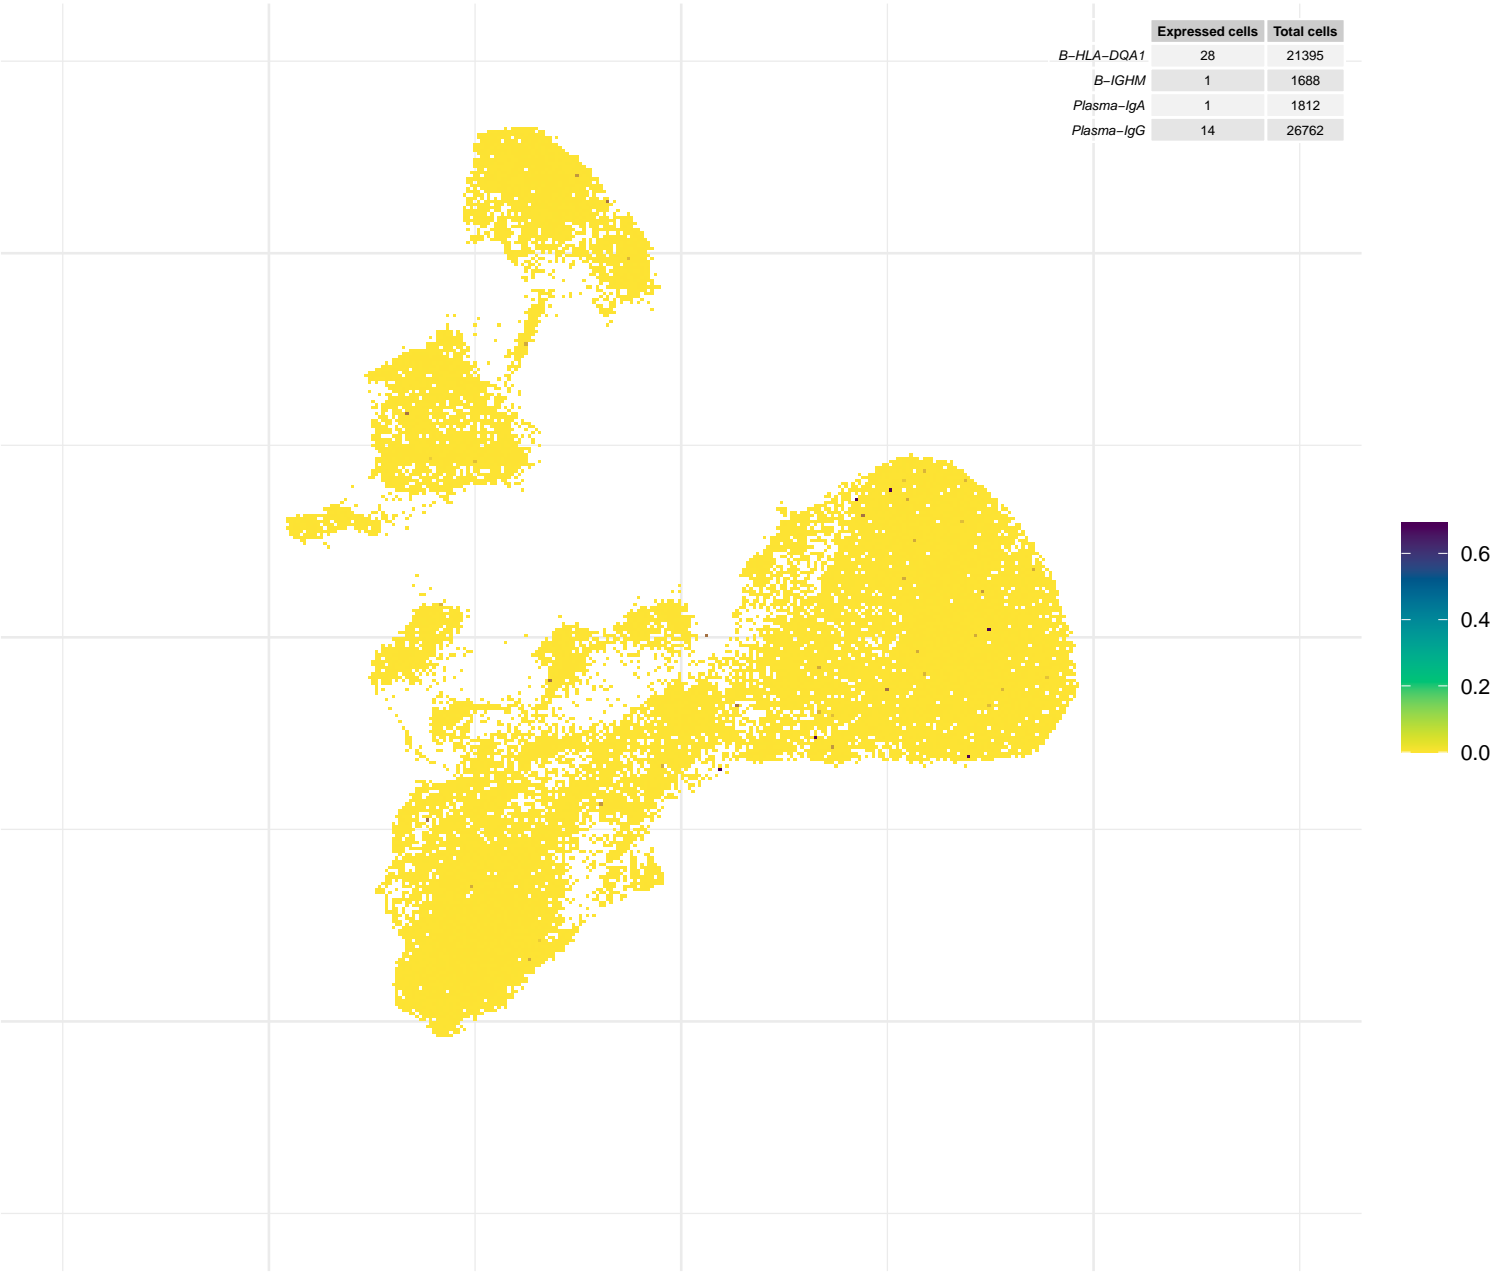 Expressed cells Total cells
B−HLA−DQA1 28 21395
B−IGHM 1 1688
Plasma−IgA 1 1812
Plasma−IgG 14 26762
0.6
0.4
0.2
0.0